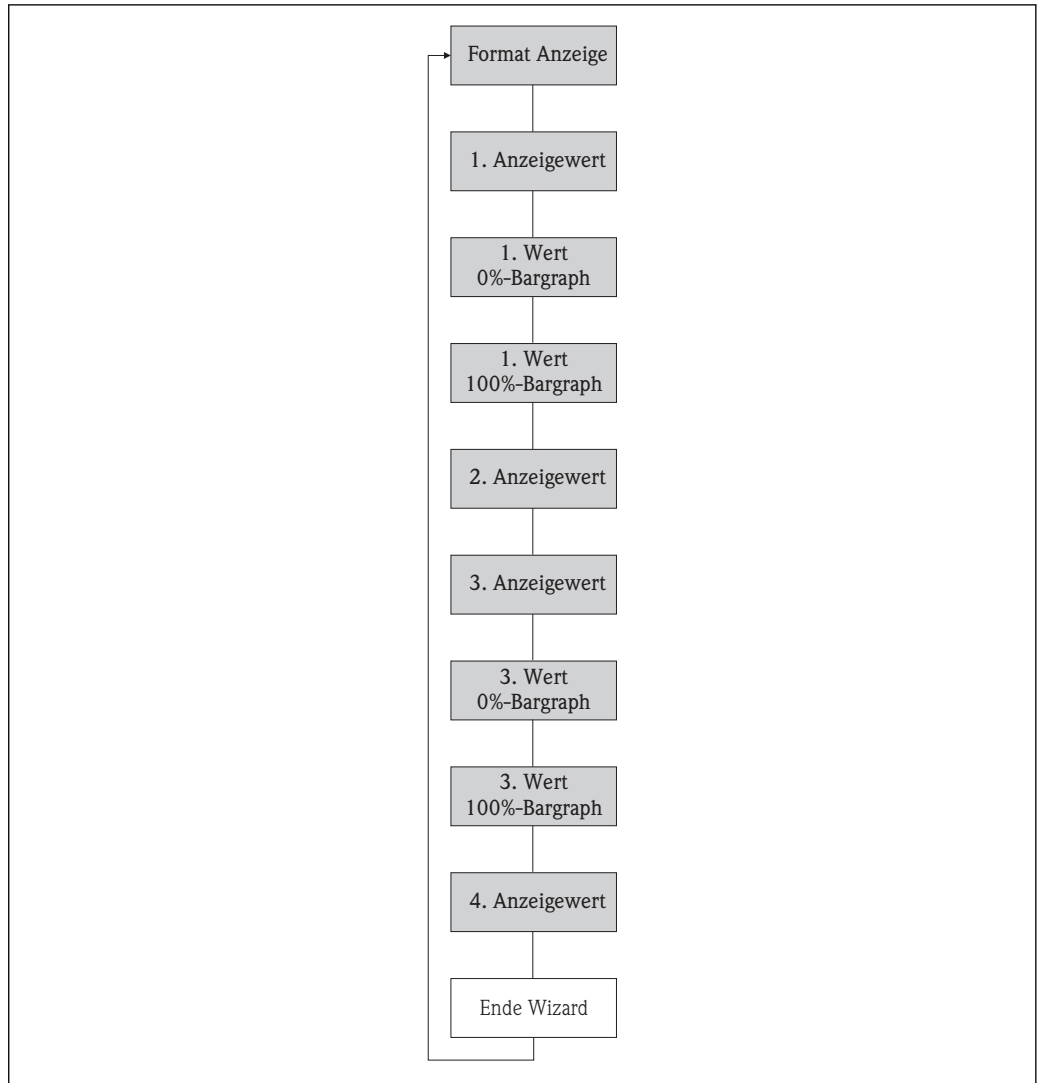 Format Anzeige
1. Anzeigewert
1. Wert
0%-Bargraph
1. Wert
100%-Bargraph
2. Anzeigewert
3. Anzeigewert
3. Wert
0%-Bargraph
3. Wert
100%-Bargraph
4. Anzeigewert
Ende Wizard